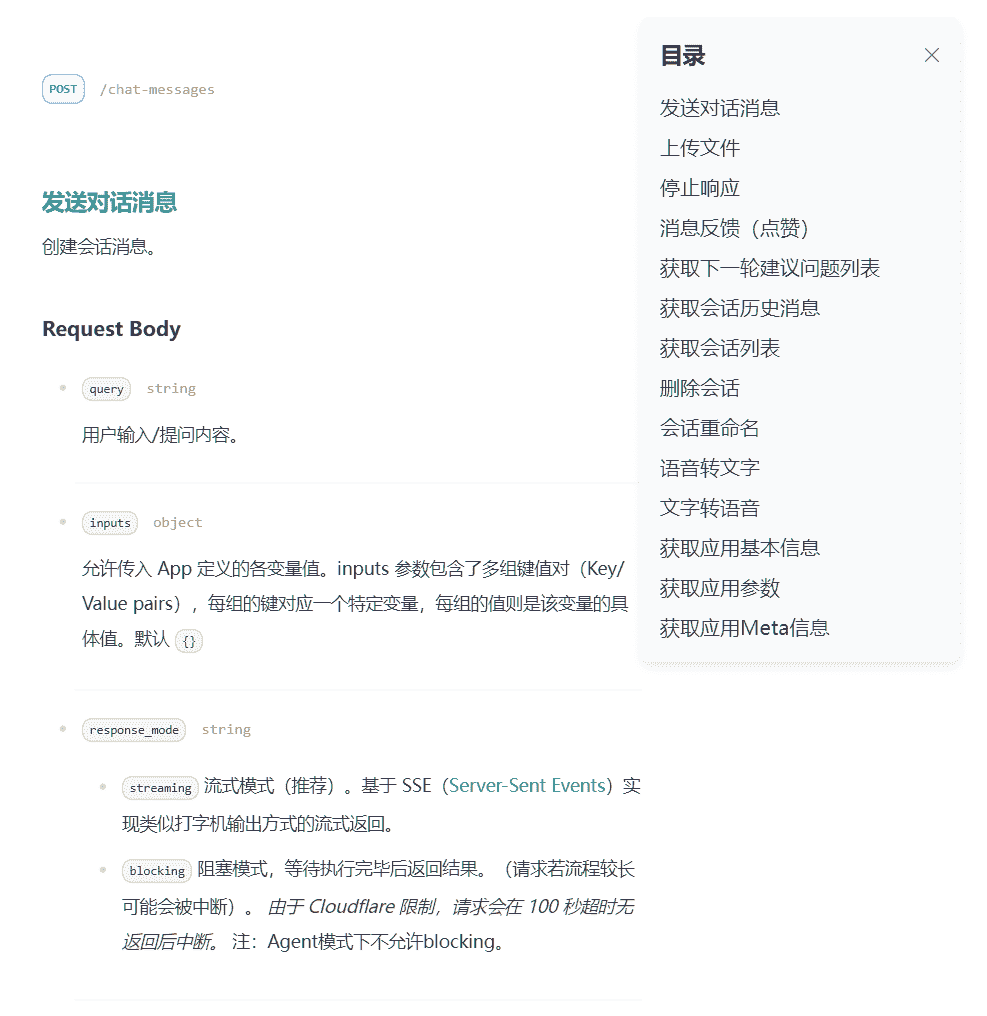 POST /chat-messages
发送对话消息
创建会话消息。
Request Body
query string
用户输入/提问内容。
inputs object
允许传入 App 定义的各变量值。inputs 参数包含了多组键值对（Key/
Value pairs），每组的键对应一个特定变量，每组的值则是该变量的具
体值。默认 {}
response_mode string
streaming 流式模式（推荐）。基于 SSE（Server-Sent Events）实
现类似打字机输出方式的流式返回。
blocking 阻塞模式，等待执行完毕后返回结果。（请求若流程较长
可能会被中断）。 由于 Cloudflare 限制，请求会在 100 秒超时无
返回后中断。 注：Agent模式下不允许blocking。
目录
发送对话消息
上传文件
停止响应
消息反馈（点赞）
获取下一轮建议问题列表
获取会话历史消息
获取会话列表
删除会话
会话重命名
语音转文字
文字转语音
获取应用基本信息
获取应用参数
获取应用Meta信息